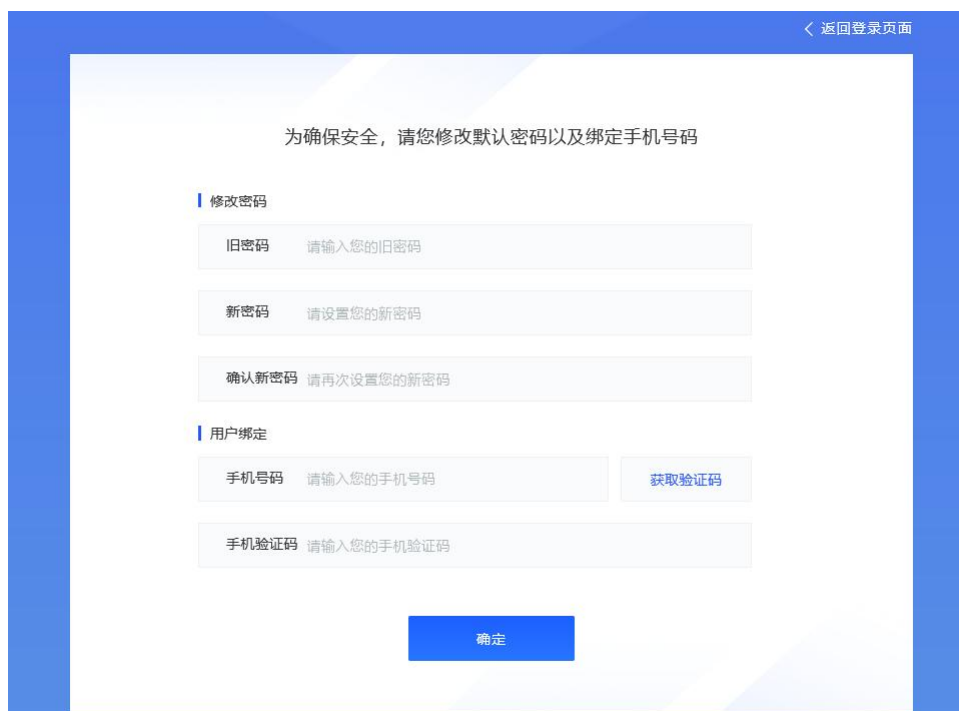 返回登录页面
为确保安全，请您修改默认密码以及绑定手机号码
修改密码
旧密码 请输入您的旧密码
新密码 请设置您的新密码
确认新密码 请再次设置您的新密码
用户绑定
手机号码 请输入您的手机号码 获取验证码
手机验证码 请输入您的手机验证码
确定